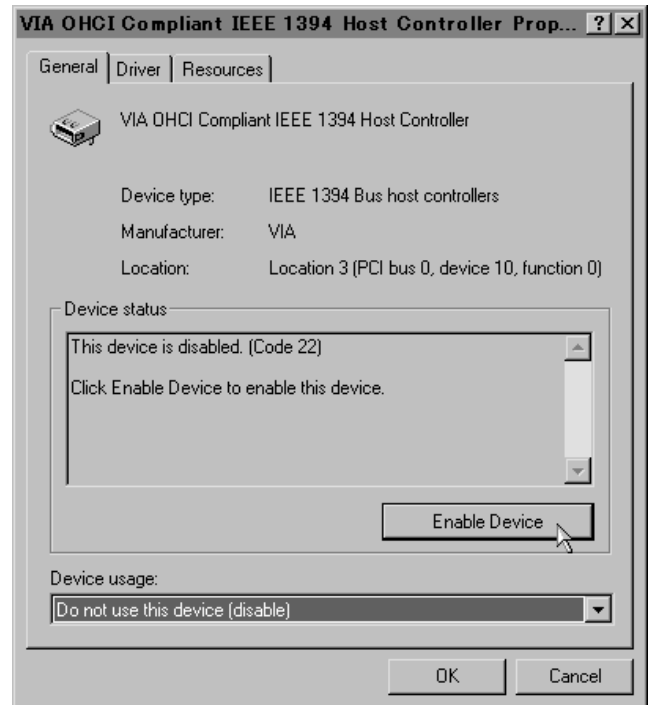 VIA OHCI Compliant IEEE 1394 Host Controller Prop...
General Driver Resources
VIA OHCI Compliant IEEE 1394 Host Controller
Device type: IEEE 1394 Bus host controllers
Manufacturer: VIA
Location: Location 3 (PCI bus 0, device 10, function 0)
Device status
This device is disabled. (Code 22)
Click Enable Device to enable this device.
Enable Device
Device usage:
Do not use this device (disable)
OK Cancel